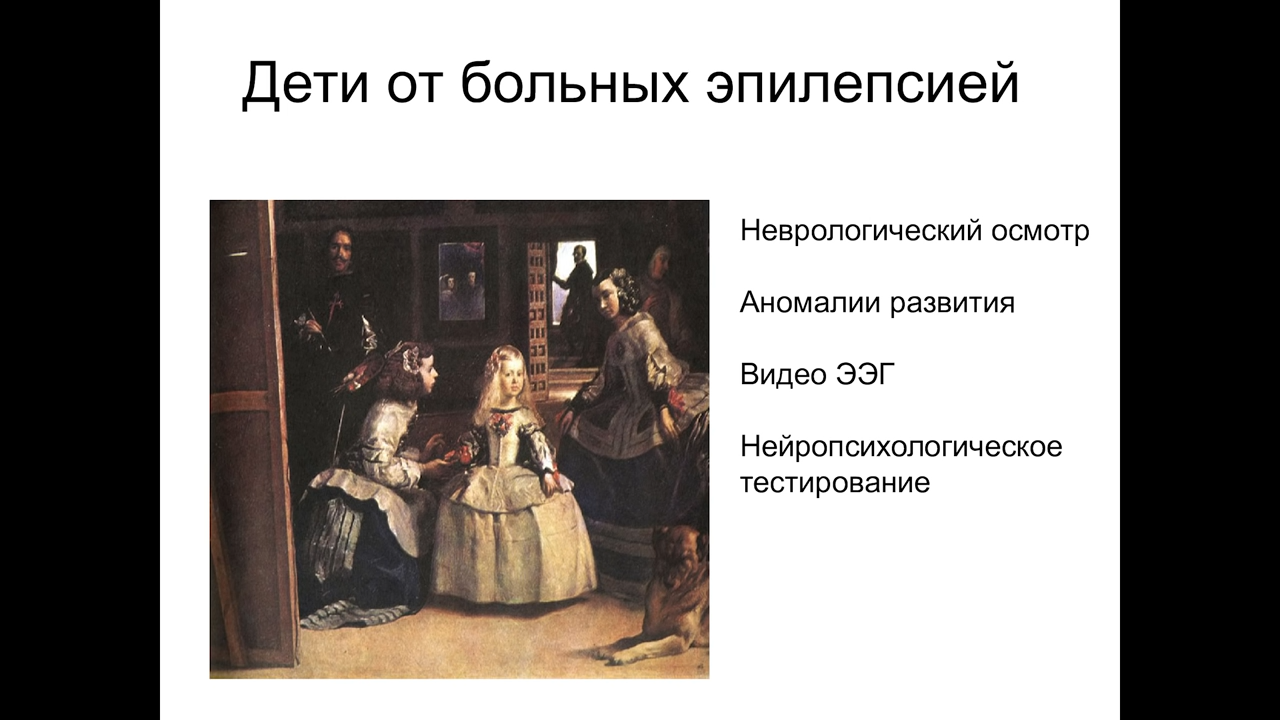 Дети от больных эпилепсией
Неврологический осмотр
Аномалии развития
Видео ЭЭГ
Нейропсихологическое
тестирование